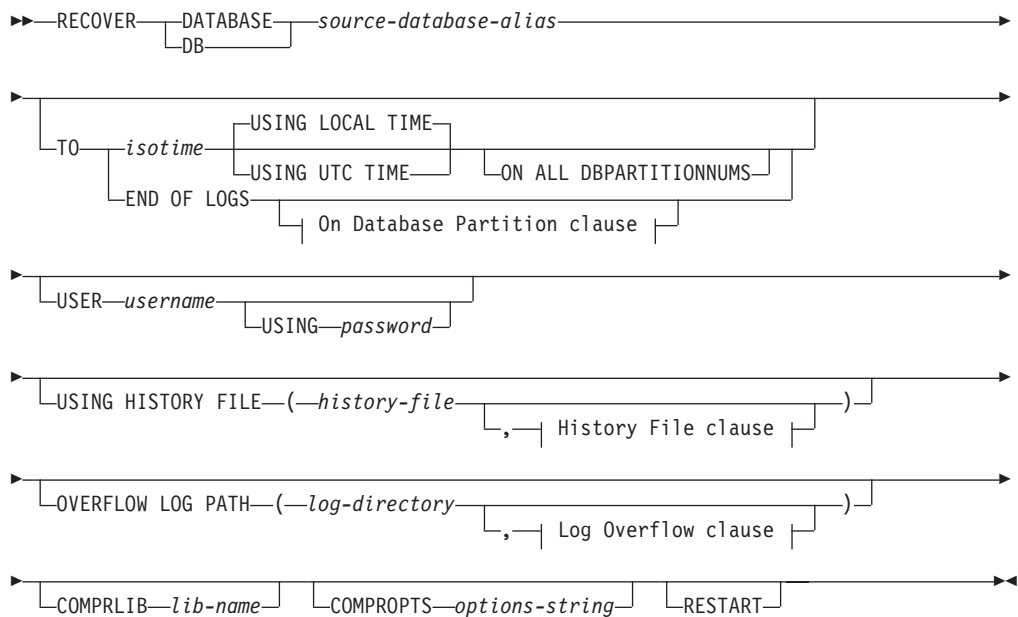 RECOVER DATABASE source-database-alias
DB
TO isotime USING LOCAL TIME
USING UTC TIME ON ALL DBPARTITIONNUMS
END OF LOGS
On Database Partition clause
USER username
USING password
USING HISTORY FILE ( history-file )
, History File clause
OVERFLOW LOG PATH ( log-directory )
, Log Overflow clause
COMPRLIB lib-name COMPROPTS options-string RESTART